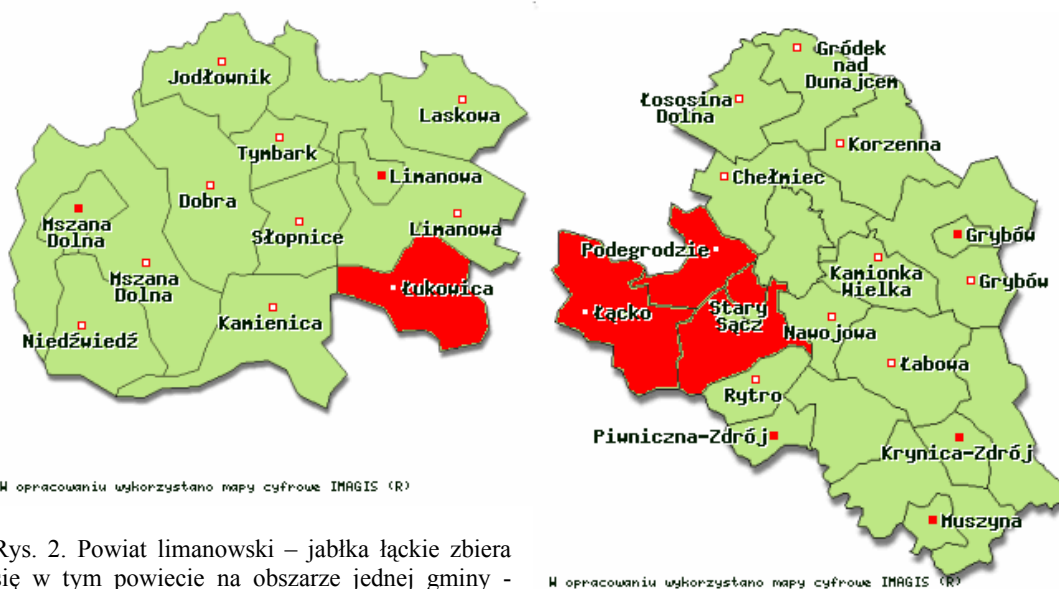 Jodłownik
Laskowa
Tymbark
Limanowa
Dobra
Mszana
Dolna
Słopnice
Limanowa
Mszana
Dolna
Łukowica
Kamienica
Niedźwiedź
W opracowaniu wykorzystano mapy cyfrowe IMAGIS (R)
Rys. 2. Powiat limanowski – jabłka łąckie zbiera
się w tym powiecie na obszarze jednej gminy -
Gródek
nad
Dunajcem
Łososina
Dolna
Korzenna
Chełmiec
Podegrodzie
Grybów
Kamionka
Wielka
Grybów
Łącko
Stary
Sącz
Nawojowa
Łabowa
Rytro
Piwniczna-Zdrój
Krynica-Zdrój
Muszyna
W opracowaniu wykorzystano mapy cyfrowe IMAGIS (R)